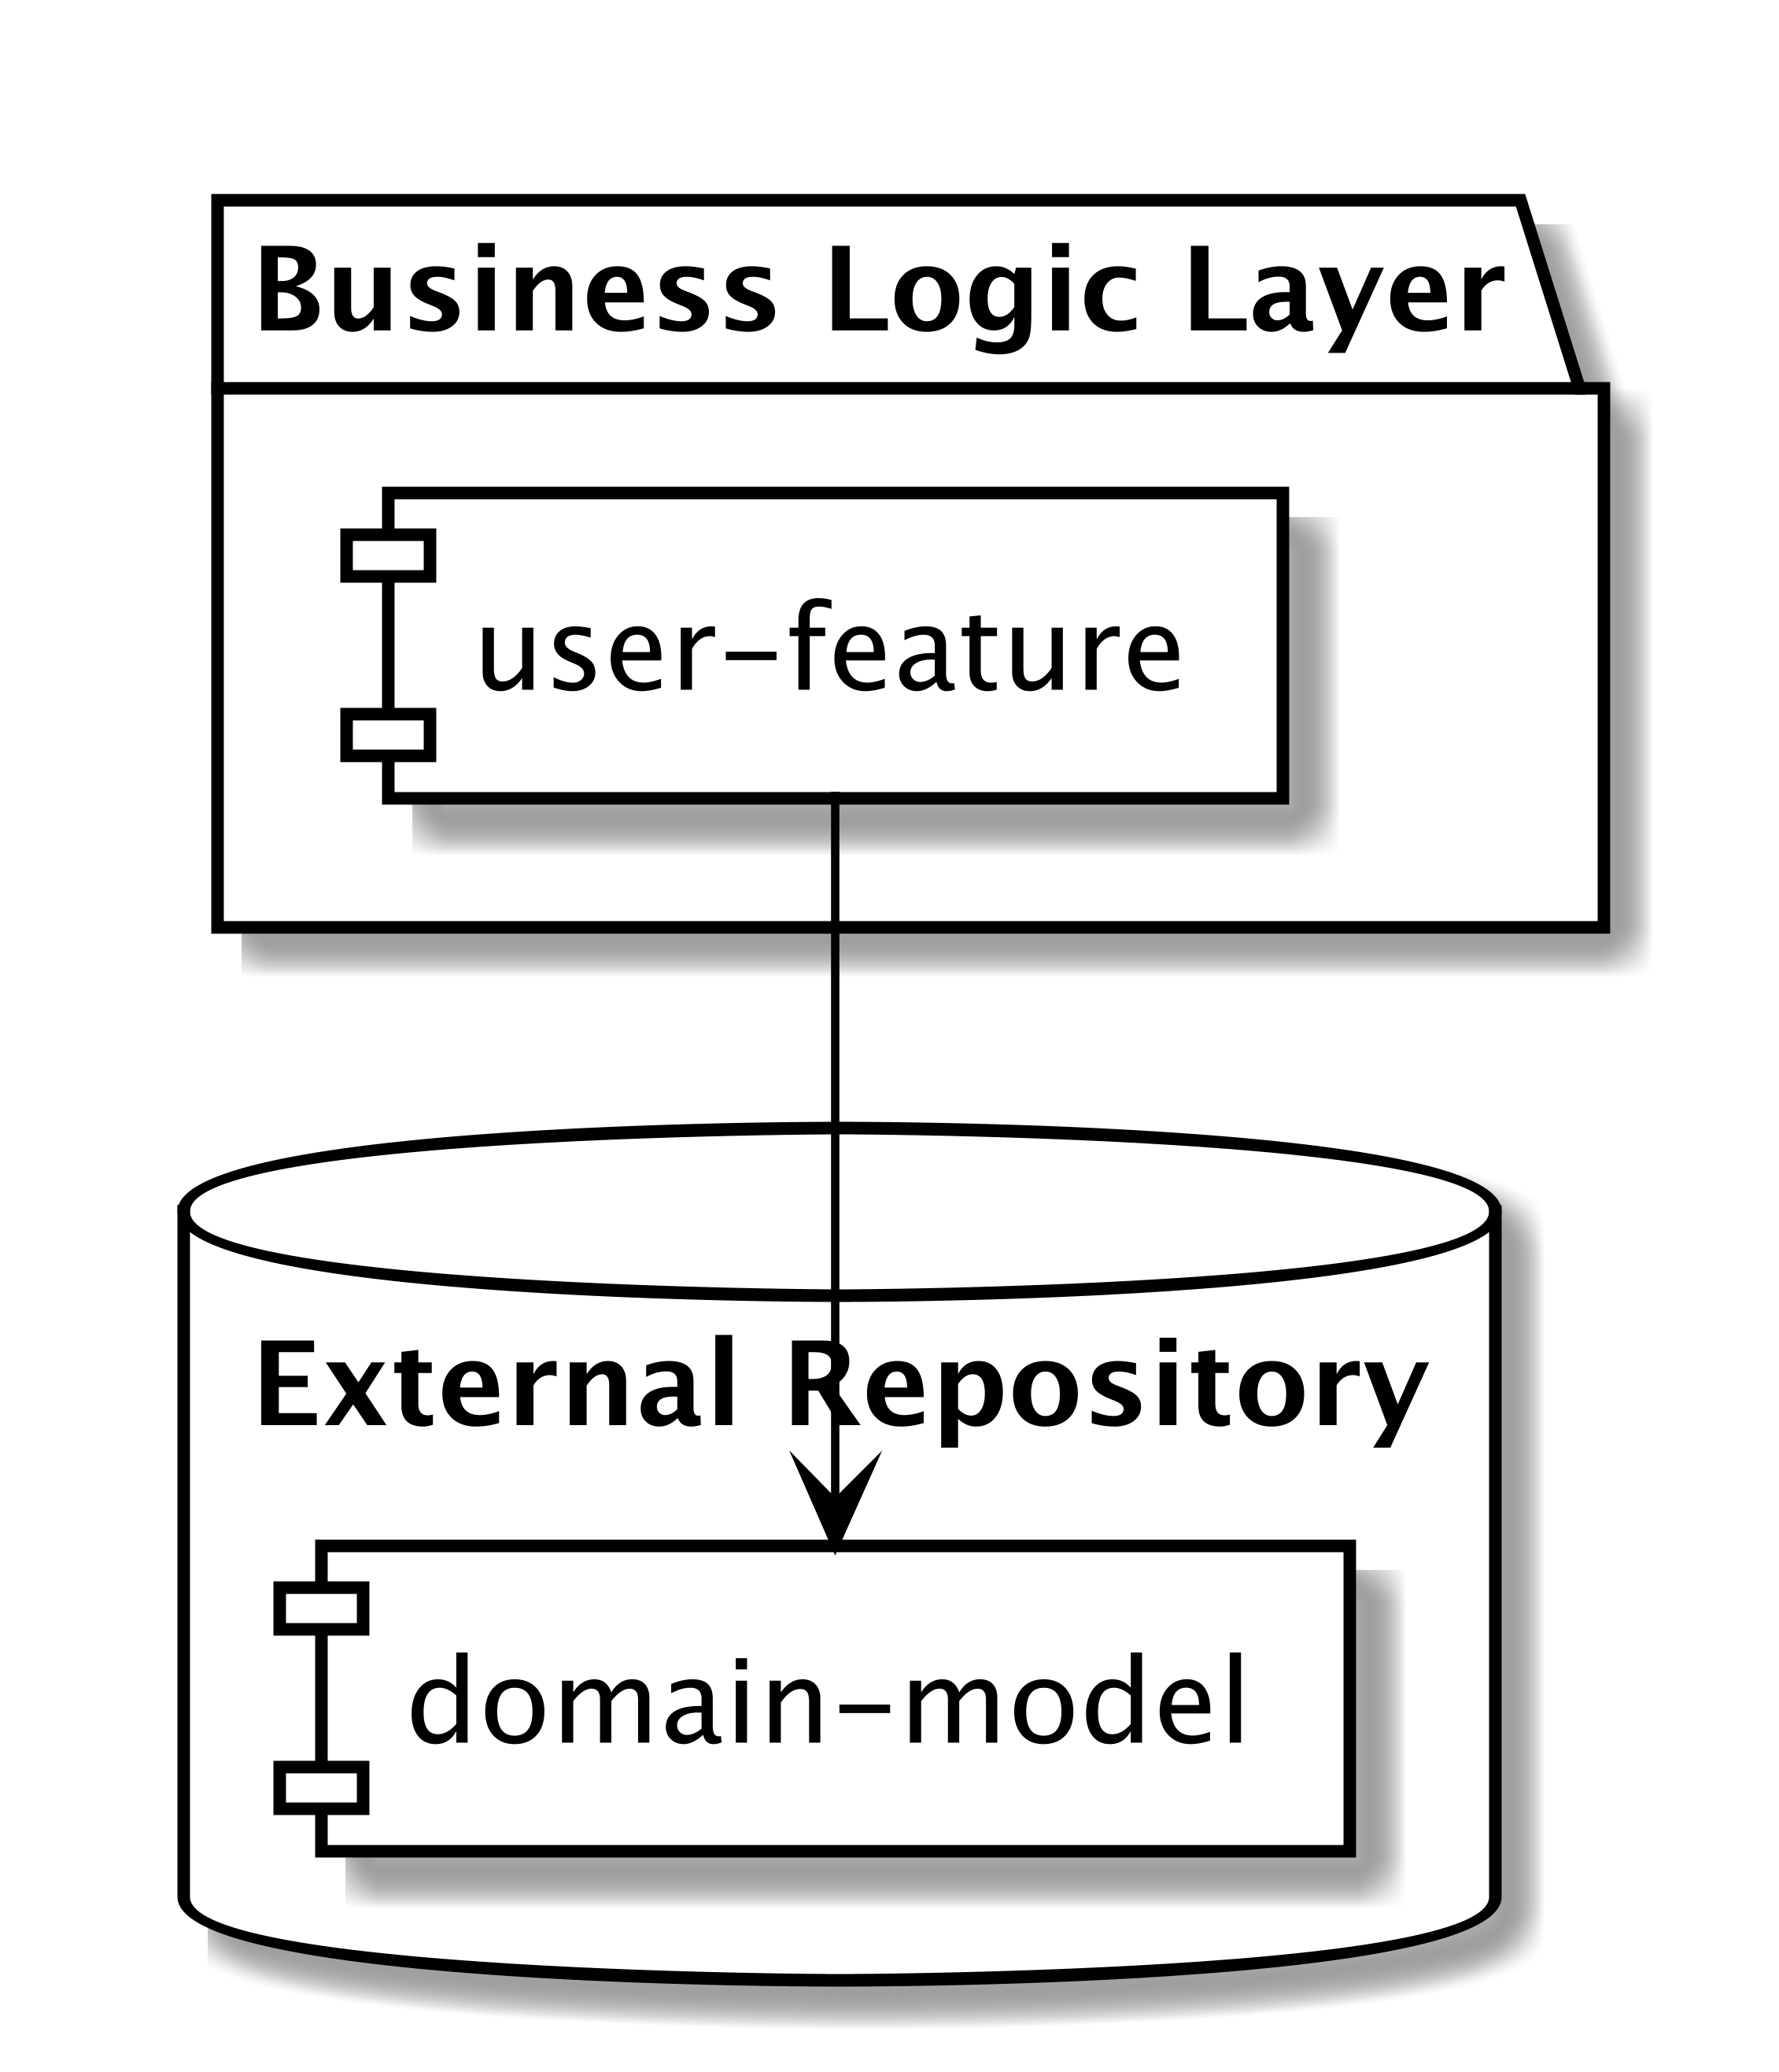 Business Logic Layer
user-feature
External Repository
domain-model